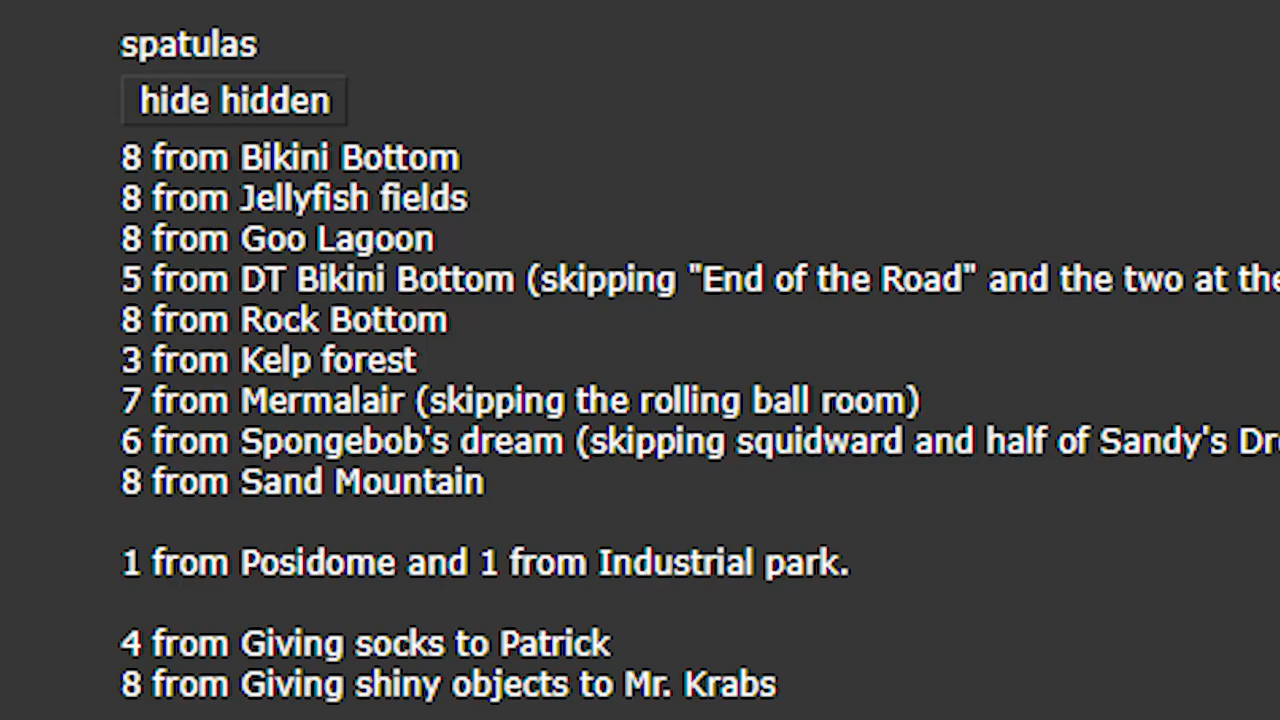 spatulas
hide hidden
8 from Bikini Bottom
8 from Jellyfish fields
8 from Goo Lagoon
5 from DT Bikini Bottom (skipping "End of the Road" and the two at the
8 from Rock Bottom
3 from Kelp forest
7 from Mermalair (skipping the rolling ball room)
6 from Spongebob's dream (skipping squidward and half of Sandy's
8 from Sand Mountain
1 from Posidome and 1 from Industrial park.
4 from Giving socks to Patrick
8 from Giving shiny objects to Mr. Krabs